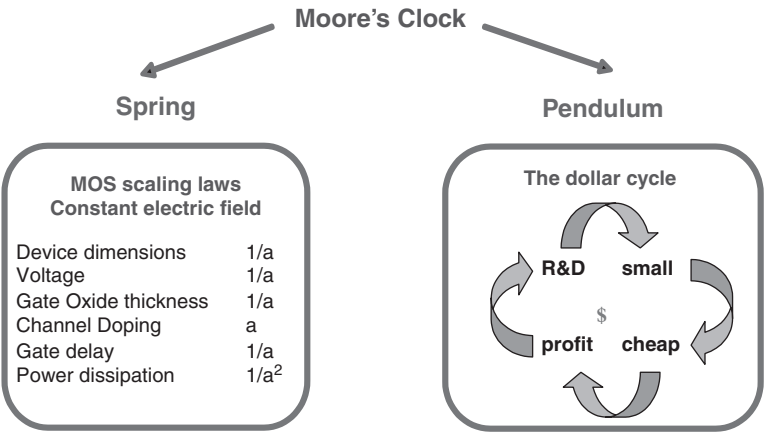 Moore's Clock
Spring
Pendulum
MOS scaling laws
Constant electric field
Device dimensions 1/a
Voltage 1/a
Gate Oxide thickness 1/a
Channel Doping a
Gate delay 1/a
Power dissipation 1/a²
The dollar cycle
R&D small
$
profit cheap